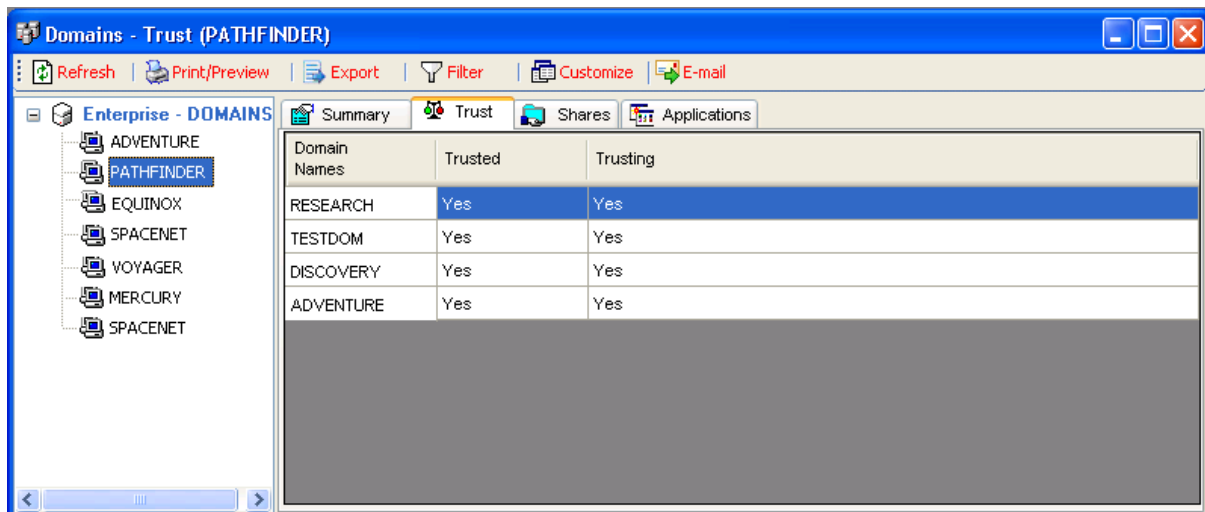 Domains - Trust (PATHFINDER)
Refresh | Print/Preview | Export | Filter | Customize | E-mail
Enterprise - DOMAINS
ADVENTURE
PATHFINDER
EQUINOX
SPACENET
VOYAGER
MERCURY
SPACENET
Summary Trust Shares Applications
Domain Names Trusted Trusting
RESEARCH Yes Yes
TESTDOM Yes Yes
DISCOVERY Yes Yes
ADVENTURE Yes Yes